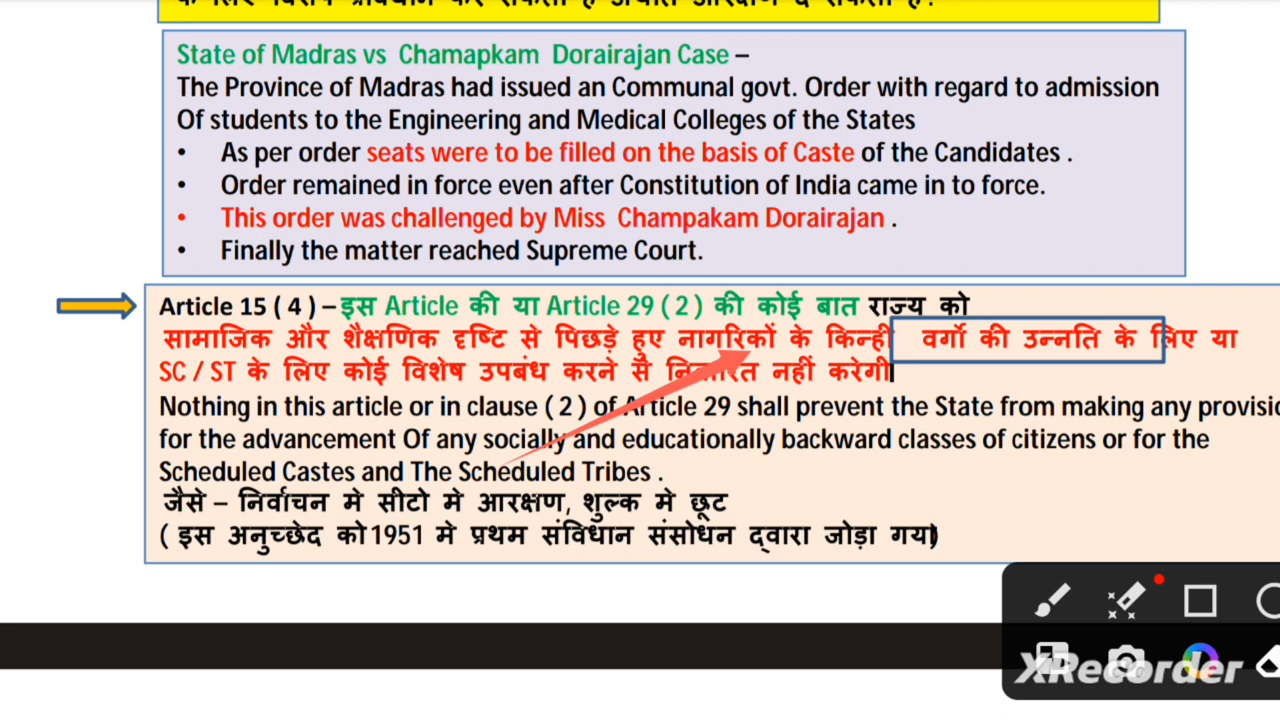 के लिए विशेष प्रावधान कर सकता है अर्थात आरक्षण दे सकता है?
State of Madras vs Chamapkam Dorairajan Case –
The Province of Madras had issued an Communal govt. Order with regard to admission
Of students to the Engineering and Medical Colleges of the States
• As per order seats were to be filled on the basis of Caste of the Candidates .
• Order remained in force even after Constitution of India came in to force.
• This order was challenged by Miss Champakam Dorairajan .
• Finally the matter reached Supreme Court.
Article 15 ( 4 ) – इस Article की या Article 29 ( 2 ) की कोई बात राज्य को
सामाजिक और शैक्षणिक दृष्टि से पिछड़े हुए नागरिकों के किन्ही वर्गो की उन्नति के लिए या
SC / ST के लिए कोई विशेष उपबंध करने से निवारित नहीं करेगी
Nothing in this article or in clause ( 2 ) of Article 29 shall prevent the State from making any
for the advancement Of any socially and educationally backward classes of citizens or for the
Scheduled Castes and The Scheduled Tribes .
जैसे – निर्वाचन मे सीटो मे आरक्षण, शुल्क मे छूट
( इस अनुच्छेद को 1951 मे प्रथम संविधान संसोधन द्वारा जोड़ा गया)
XRecorder